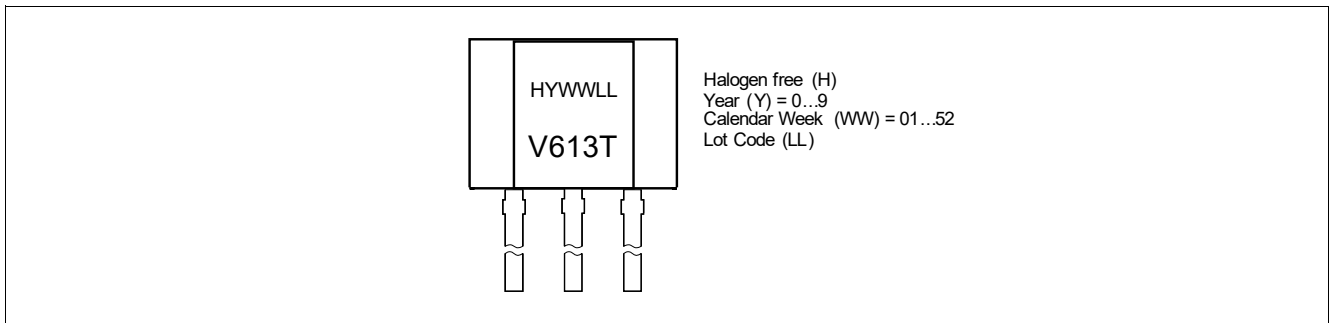 HYWWLL
V613T
Halogen free (H)
Year (Y) = 0...9
Calendar Week (WW) = 01...52
Lot Code (LL)